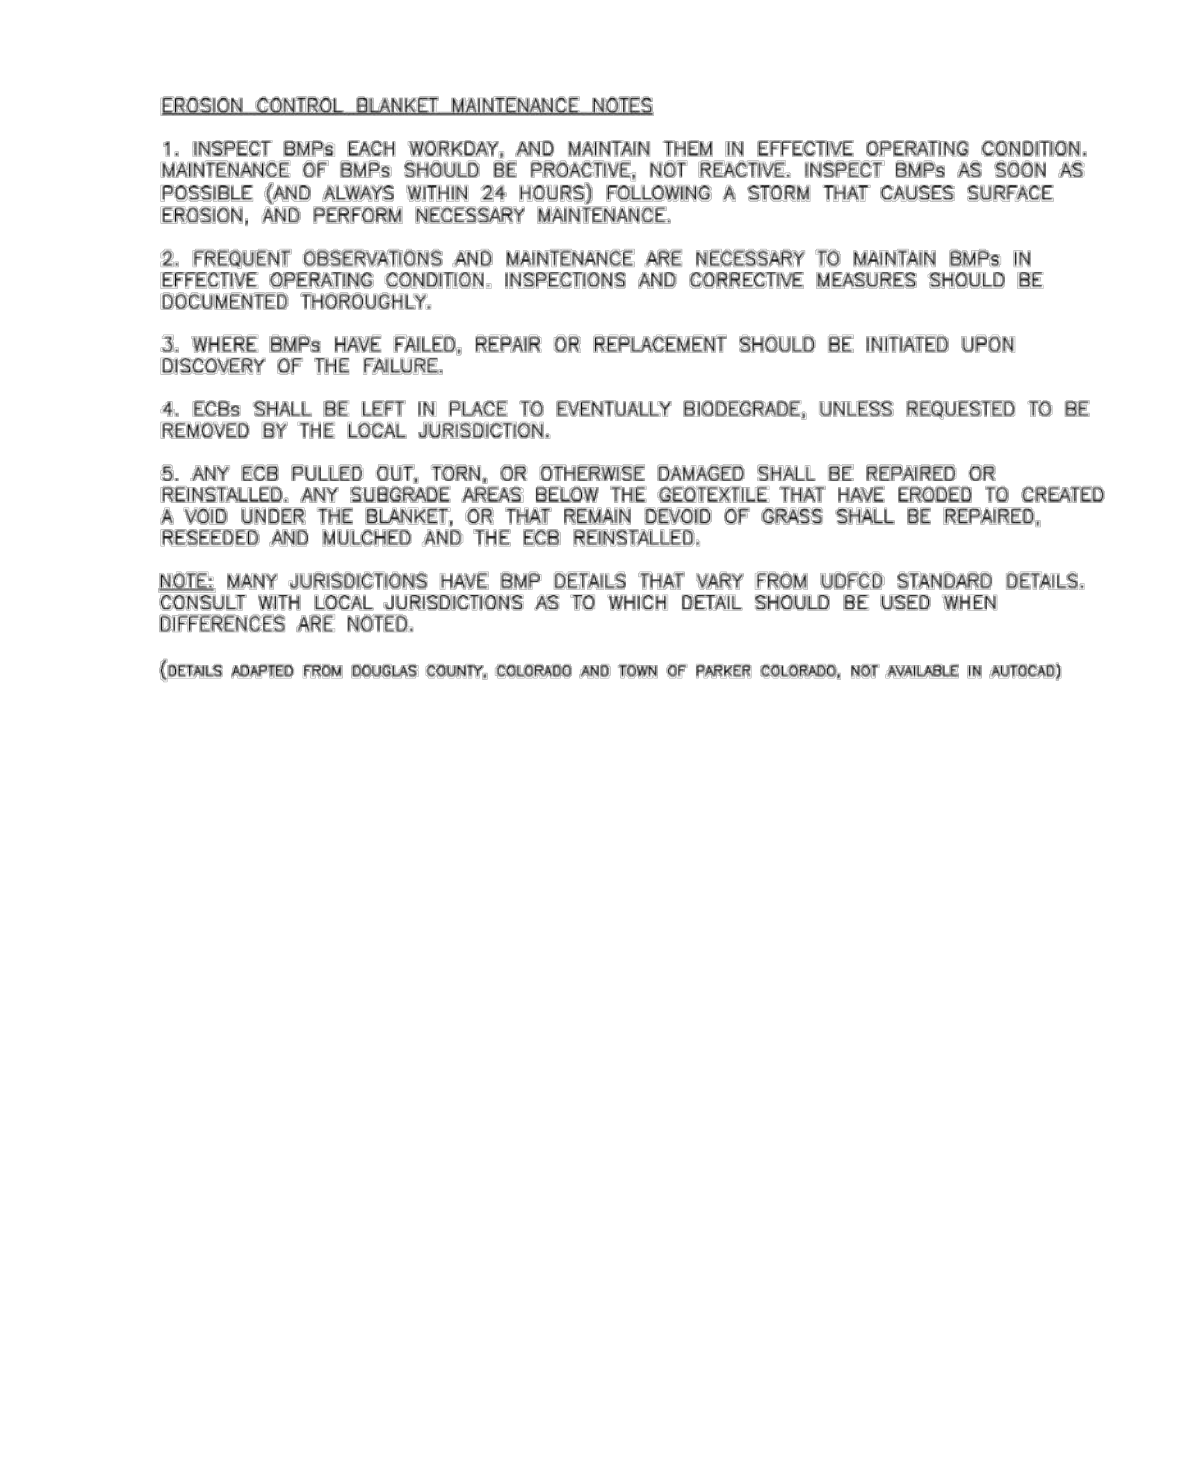 EROSION CONTROL BLANKET MAINTENANCE NOTES
1. INSPECT BMPs EACH WORKDAY, AND MAINTAIN THEM IN EFFECTIVE OPERATING CONDITION.
MAINTENANCE OF BMPs SHOULD BE PROACTIVE, NOT REACTIVE. INSPECT BMPs AS SOON AS
POSSIBLE (AND ALWAYS WITHIN 24 HOURS) FOLLOWING A STORM THAT CAUSES SURFACE
EROSION, AND PERFORM NECESSARY MAINTENANCE.
2. FREQUENT OBSERVATIONS AND MAINTENANCE ARE NECESSARY TO MAINTAIN BMPs IN
EFFECTIVE OPERATING CONDITION. INSPECTIONS AND CORRECTIVE MEASURES SHOULD BE
DOCUMENTED THOROUGHLY.
3. WHERE BMPs HAVE FAILED, REPAIR OR REPLACEMENT SHOULD BE INITIATED UPON
DISCOVERY OF THE FAILURE.
4. ECBs SHALL BE LEFT IN PLACE TO EVENTUALLY BIODEGRADE, UNLESS REQUESTED TO BE
REMOVED BY THE LOCAL JURISDICTION.
5. ANY ECB PULLED OUT, TORN, OR OTHERWISE DAMAGED SHALL BE REPAIRED OR
REINSTALLED. ANY SUBGRADE AREAS BELOW THE GEOTEXTILE THAT HAVE ERODED TO CREATED
A VOID UNDER THE BLANKET, OR THAT REMAIN DEVOID OF GRASS SHALL BE REPAIRED,
RESEEDED AND MULCHED AND THE ECB REINSTALLED.
NOTE: MANY JURISDICTIONS HAVE BMP DETAILS THAT VARY FROM UDFCD STANDARD DETAILS.
CONSULT WITH LOCAL JURISDICTIONS AS TO WHICH DETAIL SHOULD BE USED WHEN
DIFFERENCES ARE NOTED.
(DETAILS ADAPTED FROM DOUGLAS COUNTY, COLORADO AND TOWN OF PARKER COLORADO, NOT AVAILABLE IN AUTOCAD)